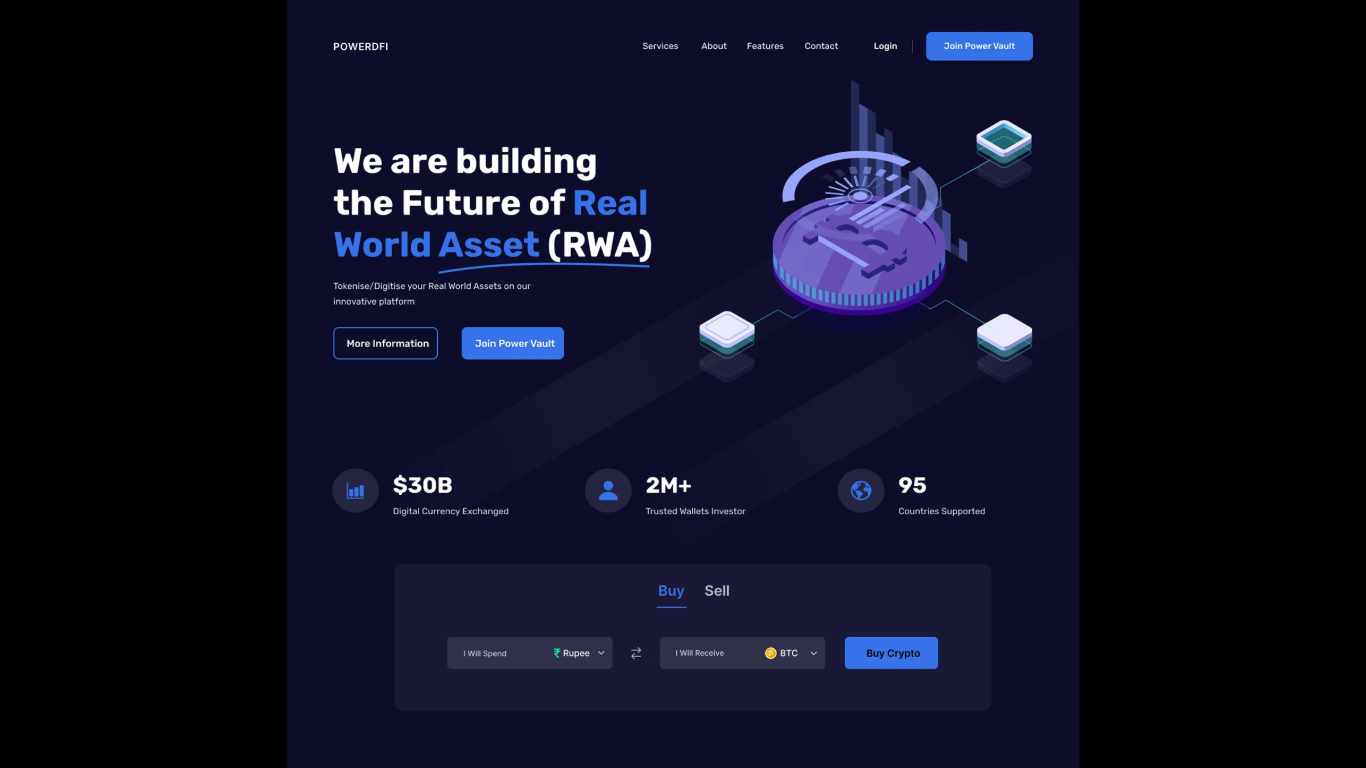 POWERDFI
Services About Features Contact Login Join Power Vault
We are building
the Future of Real
World Asset (RWA)
Tokenise/Digitise your Real World Assets on our
innovative platform
More Information Join Power Vault
$30B 2M+ 95
Digital Currency Exchanged Trusted Wallets Investor Countries Supported
Buy Sell
I Will Spend ₹ Rupee I Will Receive BTC Buy Crypto